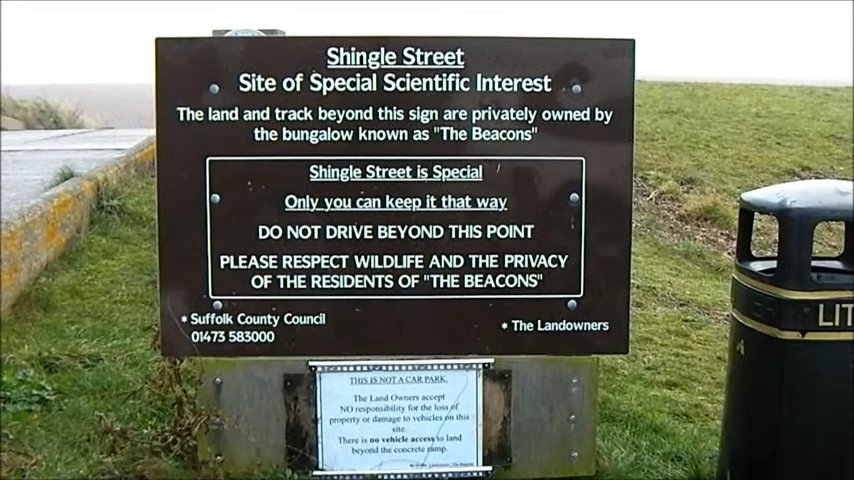 Shingle Street
Site of Special Scientific Interest
The land and track beyond this sign are privately owned by
the bungalow known as "The Beacons"
Shingle Street is Special
Only you can keep it that way
DO NOT DRIVE BEYOND THIS POINT
PLEASE RESPECT WILDLIFE AND THE PRIVACY
OF THE RESIDENTS OF "THE BEACONS"
* Suffolk County Council
01473 583000
* The Landowners
THIS IS NOT A CAR PARK.
The Land Owners accept
NO responsibility for the loss of
property or damage to vehicles on this
site.
There is no vehicle access to land
beyond the concrete ramp.
LIT